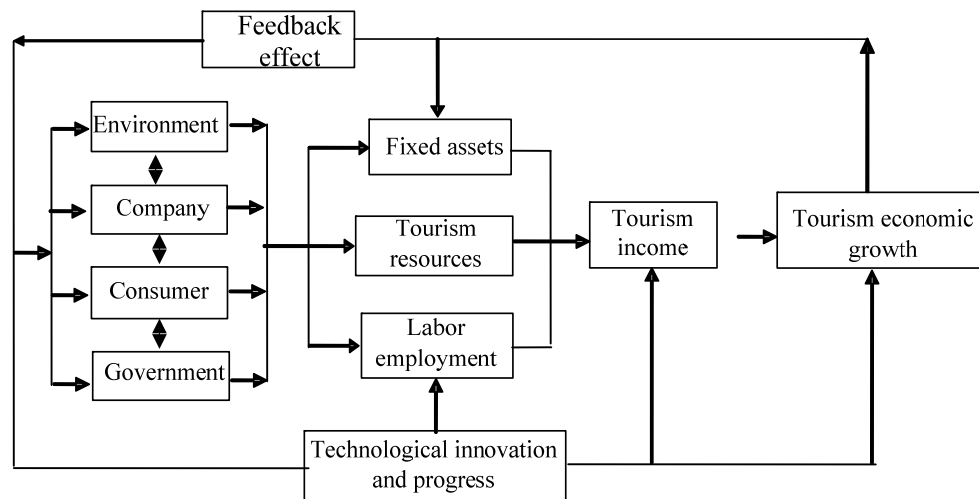 Feedback
effect
Environment
Company
Consumer
Government
Fixed assets
Tourism
resources
Labor
employment
Tourism
income
Tourism economic
growth
Technological innovation
and progress